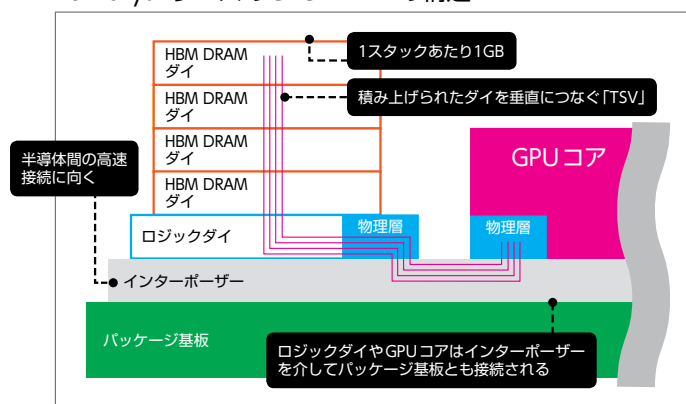 HBM DRAM
ダイ
1スタックあたり1GB
HBM DRAM
ダイ
積み上げられたダイを垂直につなぐ「TSV」
HBM DRAM
ダイ
半導体間の高速
接続に向く
GPUコア
HBM DRAM
ダイ
ロジックダイ
物理層
物理層
インターポーザー
パッケージ基板
ロジックダイやGPUコアはインターポーザー
を介してパッケージ基板とも接続される